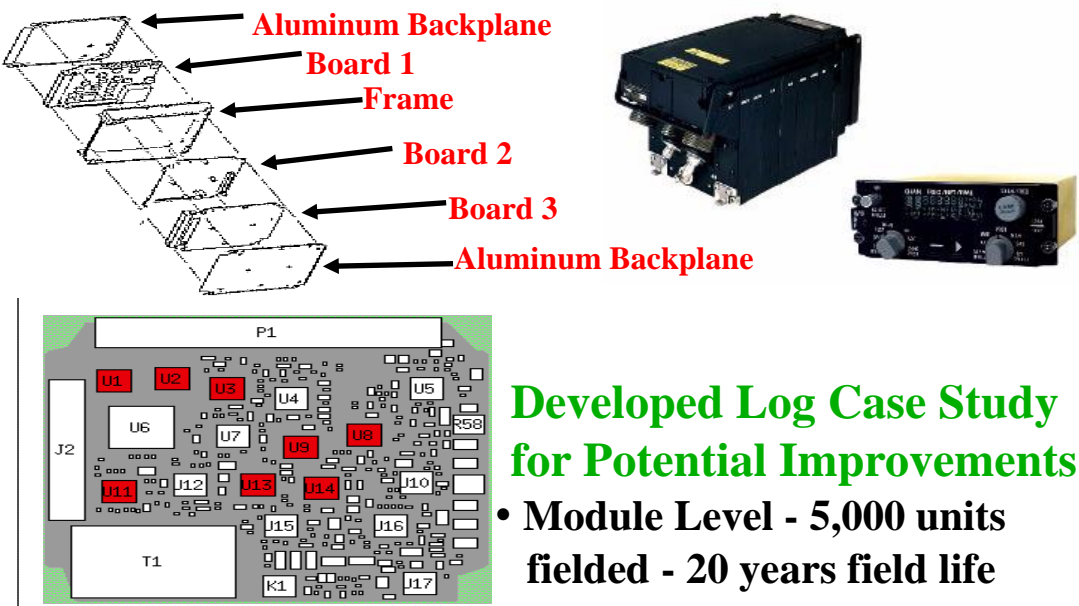 Aluminum Backplane
Board 1
Frame
Board 2
Board 3
Aluminum Backplane
P1
U1 U2 U3 U4 U5
J2 U6 U7 U9 U8 R58
U11 J12 U13 U14 J10
J15 J16
T1 K1 J17
Developed Log Case Study
for Potential Improvements
• Module Level - 5,000 units
fielded - 20 years field life